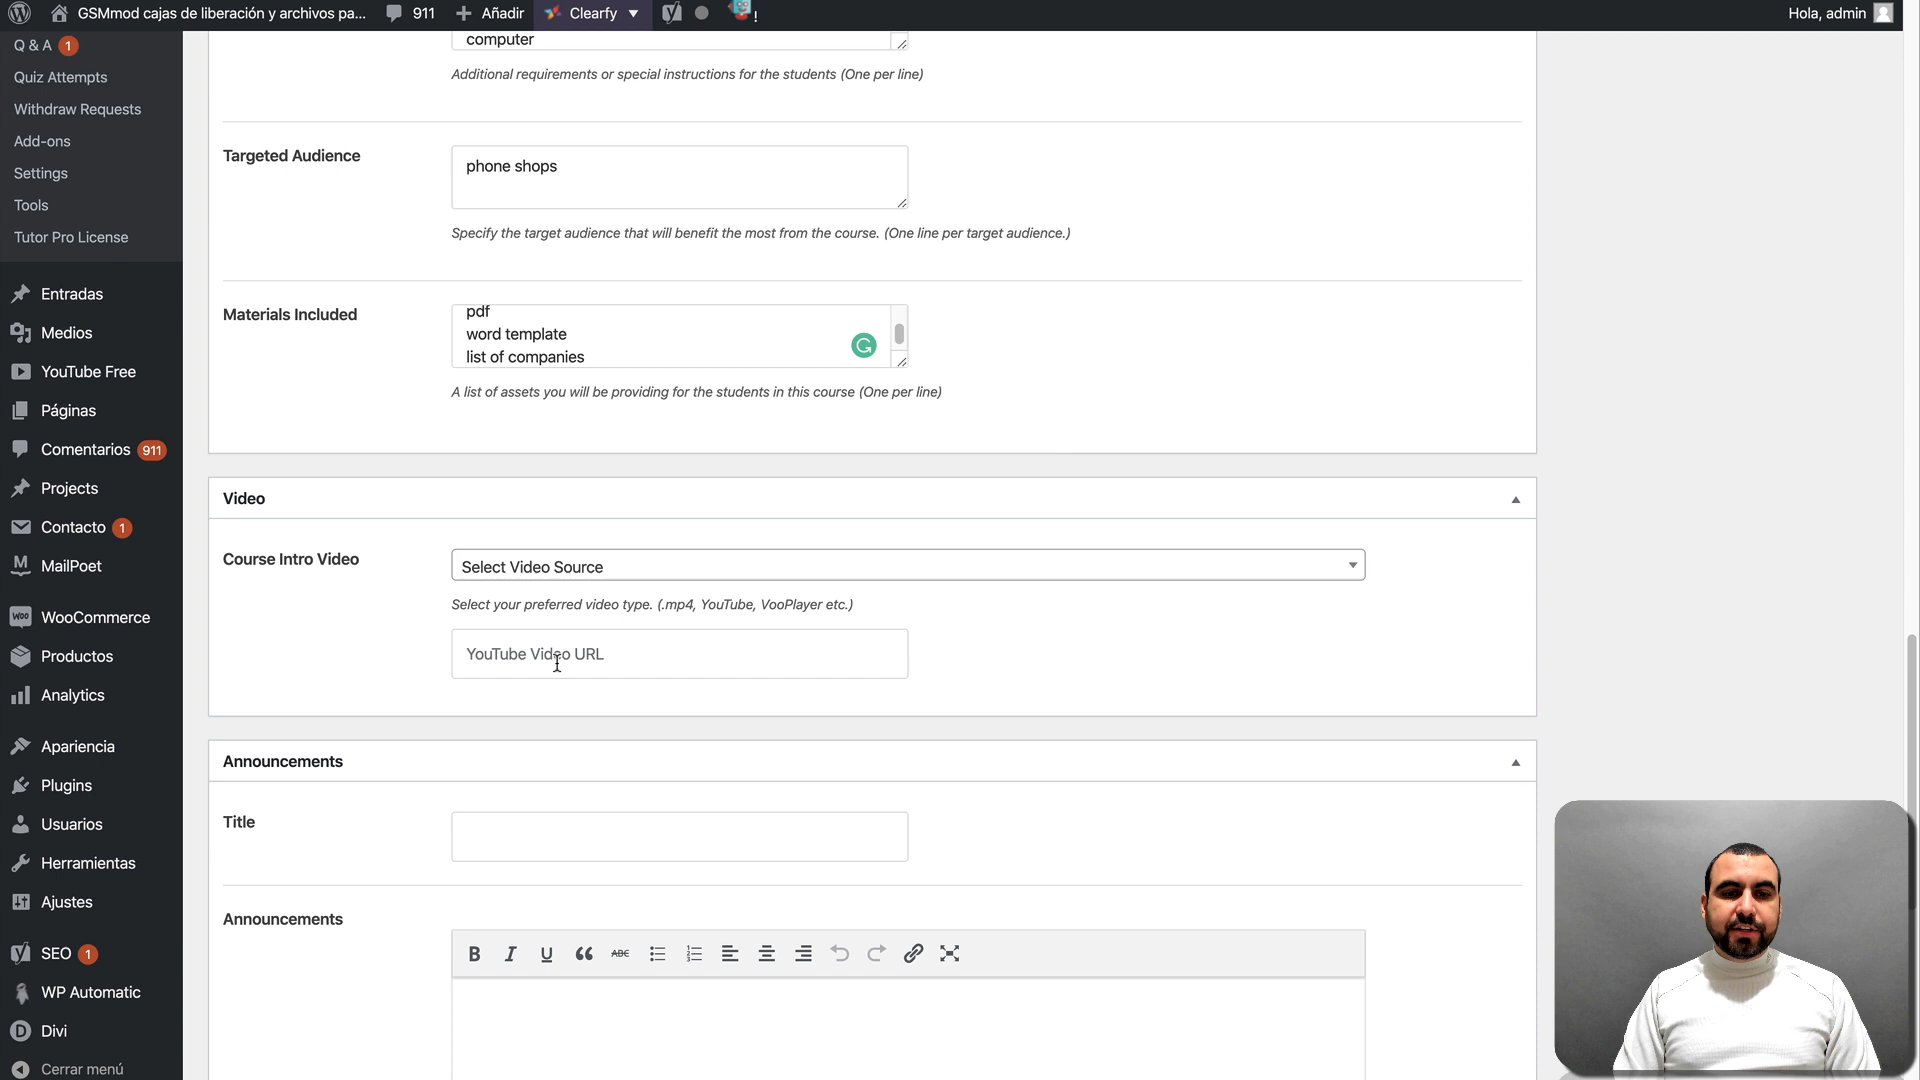 GSMmod cajas de liberación y archivos pa...
911
Añadir
Clearfy
!
Hola, admin
Q & A 1
Quiz Attempts
Withdraw Requests
Add-ons
Settings
Tools
Tutor Pro License
Entradas
Medios
YouTube Free
Páginas
Comentarios 911
Projects
Contacto 1
MailPoet
WooCommerce
Productos
Analytics
Apariencia
Plugins
Usuarios
Herramientas
Ajustes
SEO 1
WP Automatic
Divi
Cerrar menú
computer
Additional requirements or special instructions for the students (One per line)
Targeted Audience
phone shops
Specify the target audience that will benefit the most from the course. (One line per target audience.)
Materials Included
pdf
word template
list of companies
A list of assets you will be providing for the students in this course (One per line)
Video
Course Intro Video
Select Video Source
Select your preferred video type. (.mp4, YouTube, VooPlayer etc.)
YouTube Video URL
Announcements
Title
Announcements
B I U ABC